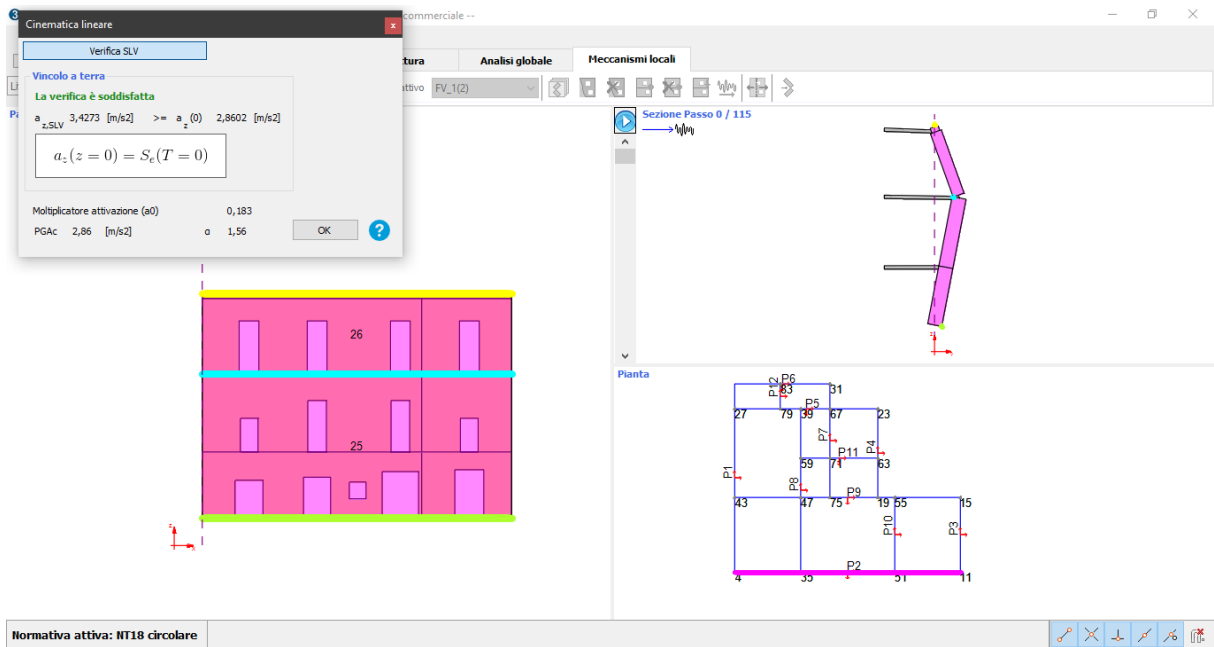 commerciale --
Cinematica lineare
x
Verifica SLV
ttura
Analisi globale
Meccanismi locali
Vincolo a terra
La verifica è soddisfatta
ttivo
FV_1(2)
a z,SLV 3,4273 [m/s2] >= a z (0) 2,8602 [m/s2]
a_z(z = 0) = S_e(T = 0)
Moltiplicatore attivazione (a0) 0,183
PGAc 2,86 [m/s2] α 1,56
OK
?
Sezione Passo 0 / 115
26
25
Pianta
P12 P6
83 31
P5
27 79 39 67 23
P7 P4
P11
59 71 63
P1
P8
P9
43 47 75 19 55 15
P10 P3
P2
4 35 51 11
Normativa attiva: NT18 circolare